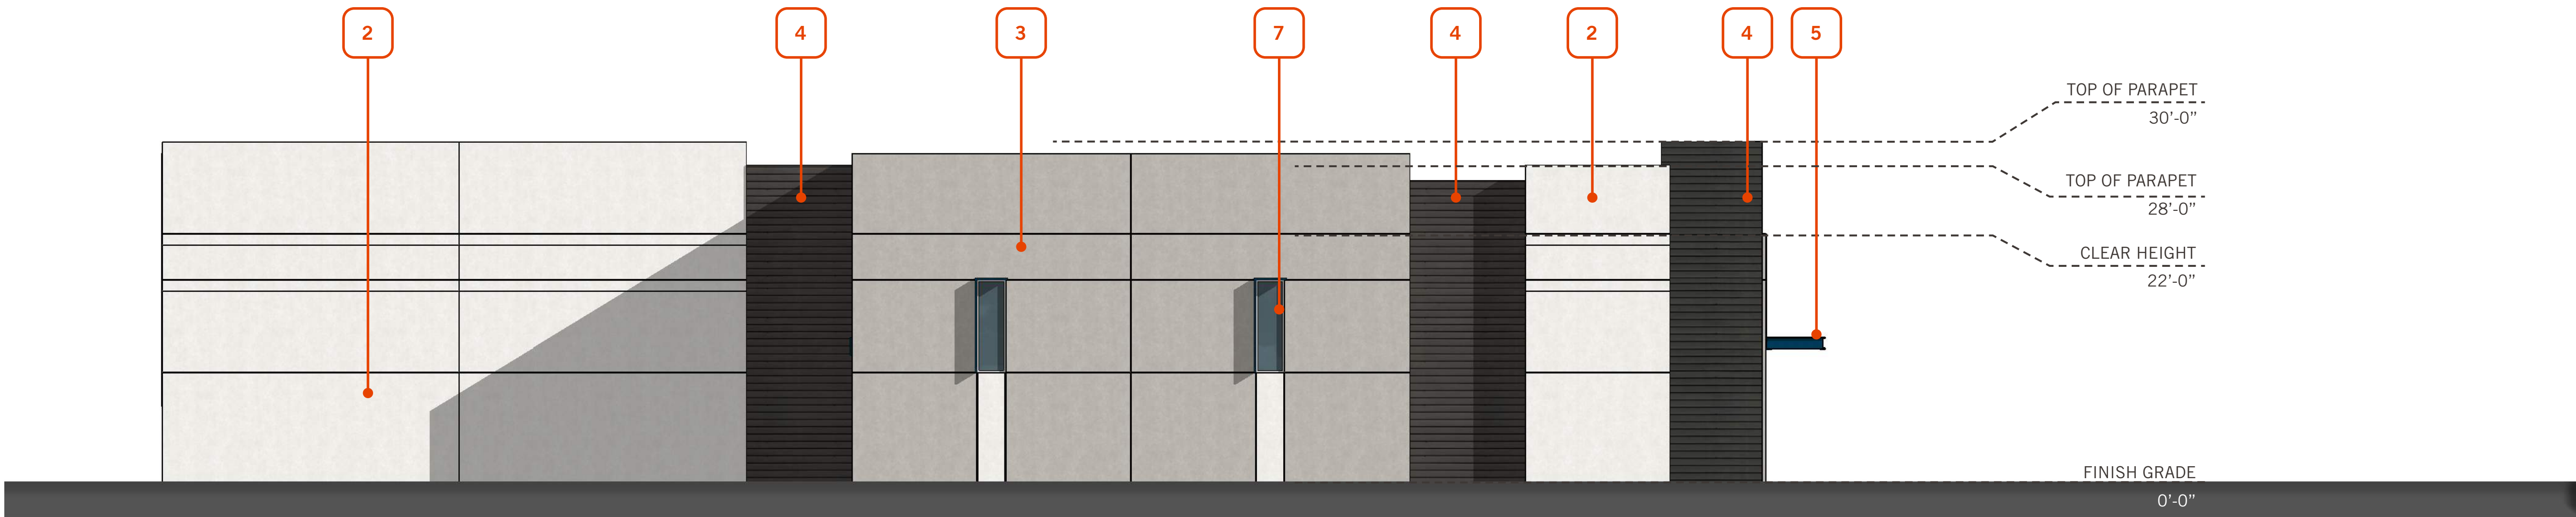 2 4 3 7 4 2 4 5
TOP OF PARAPET
30'-0”
TOP OF PARAPET
28'-0”
CLEAR HEIGHT
22'-0”
FINISH GRADE
0'-0”